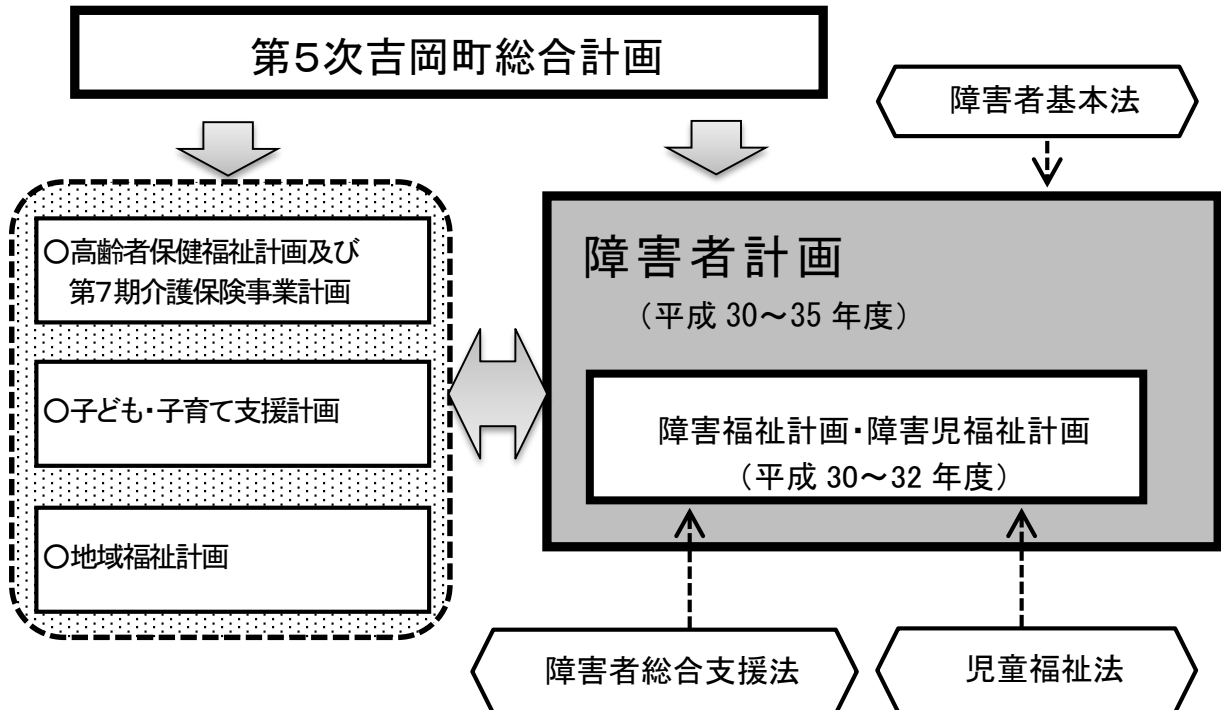 第5次吉岡町総合計画
障害者基本法
○高齢者保健福祉計画及び
第7期介護保険事業計画
○子ども・子育て支援計画
○地域福祉計画
障害者計画
（平成 30～35 年度）
障害福祉計画・障害児福祉計画
（平成 30～32 年度）
障害者総合支援法
児童福祉法